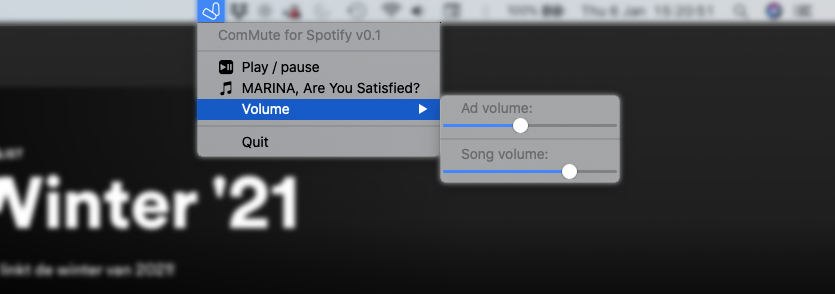 100%
Thu 6 Jan 15:20:51
ComMute for Spotify v0.1
Play / pause
MARINA, Are You Satisfied?
Volume
Ad volume:
Song volume:
Quit
Winter '21
linkt de winter van 2021!